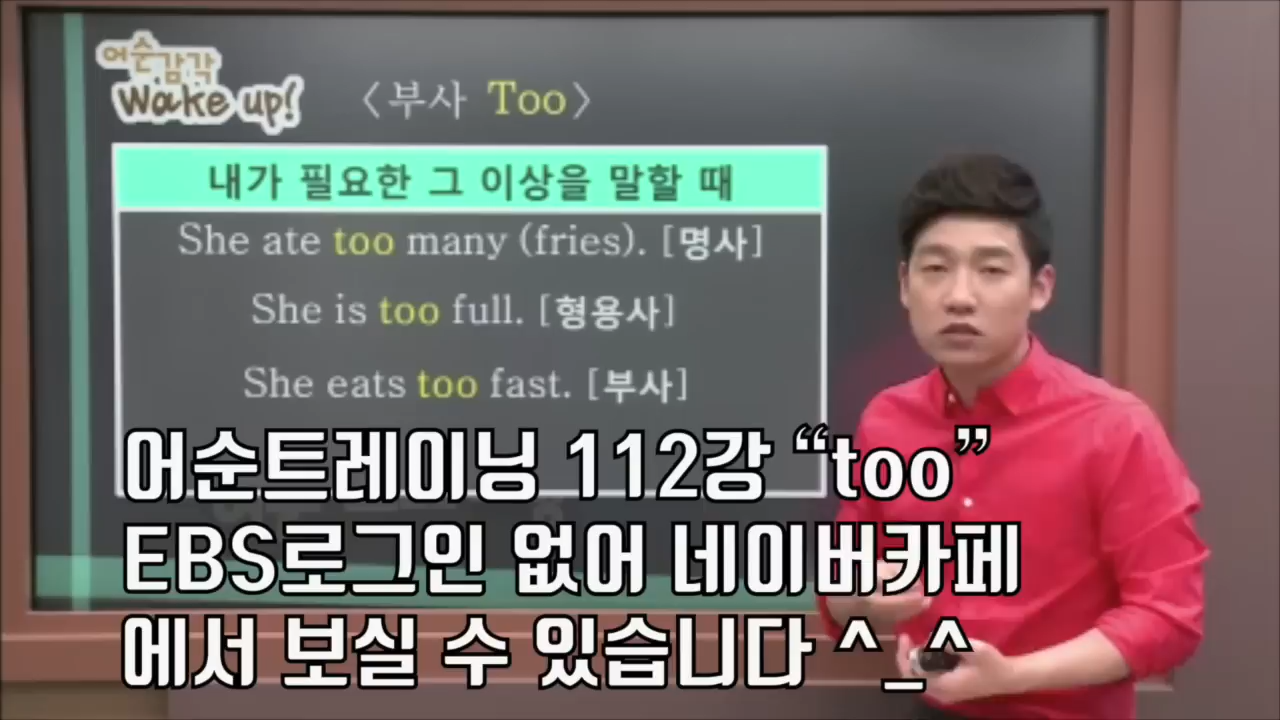 어순감각
Wake up!
〈부사 Too〉
내가 필요한 그 이상을 말할 때
She ate too many (fries). [명사]
She is too full. [형용사]
She eats too fast. [부사]
어순트레이닝 112강 “too”
EBS로그인 없어 네이버카페
에서 보실 수 있습니다 ^_^